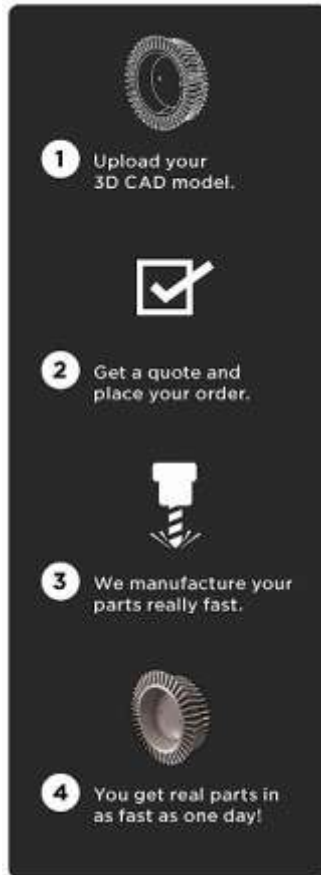 1
Upload your
3D CAD model.
2
Get a quote and
place your order.
3
We manufacture your
parts really fast.
4
You get real parts in
as fast as one day!